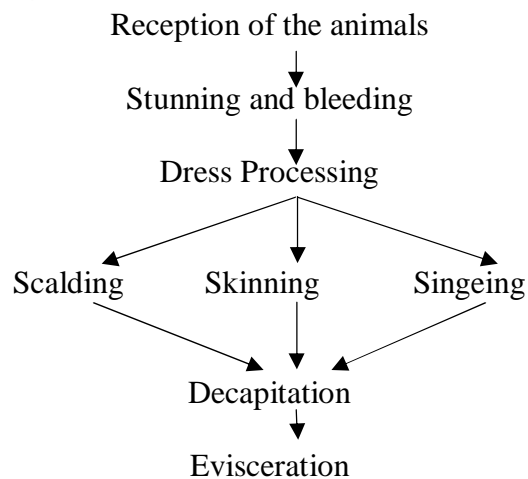 Reception of the animals
Stunning and bleeding
Dress Processing
Scalding Skinning Singeing
Decapitation
Evisceration